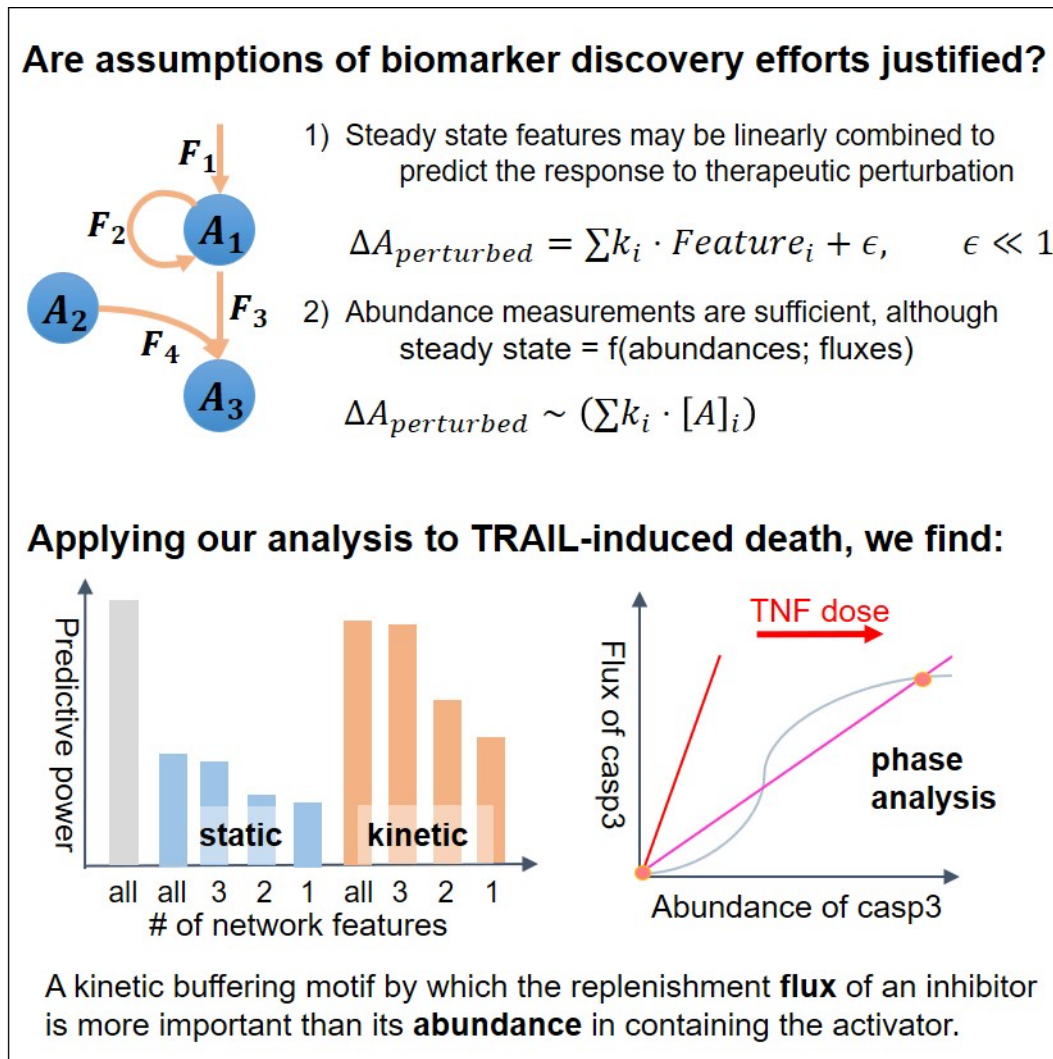 Are assumptions of biomarker discovery efforts justified?
F₁
F₂
A₁
A₂
F₃
F₄
A₃
1) Steady state features may be linearly combined to
predict the response to therapeutic perturbation
ΔA_perturbed = ∑k_i · Feature_i + ϵ, ϵ ≪ 1
2) Abundance measurements are sufficient, although
steady state = f(abundances; fluxes)
ΔA_perturbed ~ (∑k_i · [A]_i)
Applying our analysis to TRAIL-induced death, we find:
Predictive power
static
kinetic
all all 3 2 1 all 3 2 1
# of network features
TNF dose
Flux of casp3
phase
analysis
Abundance of casp3
A kinetic buffering motif by which the replenishment flux of an inhibitor
is more important than its abundance in containing the activator.